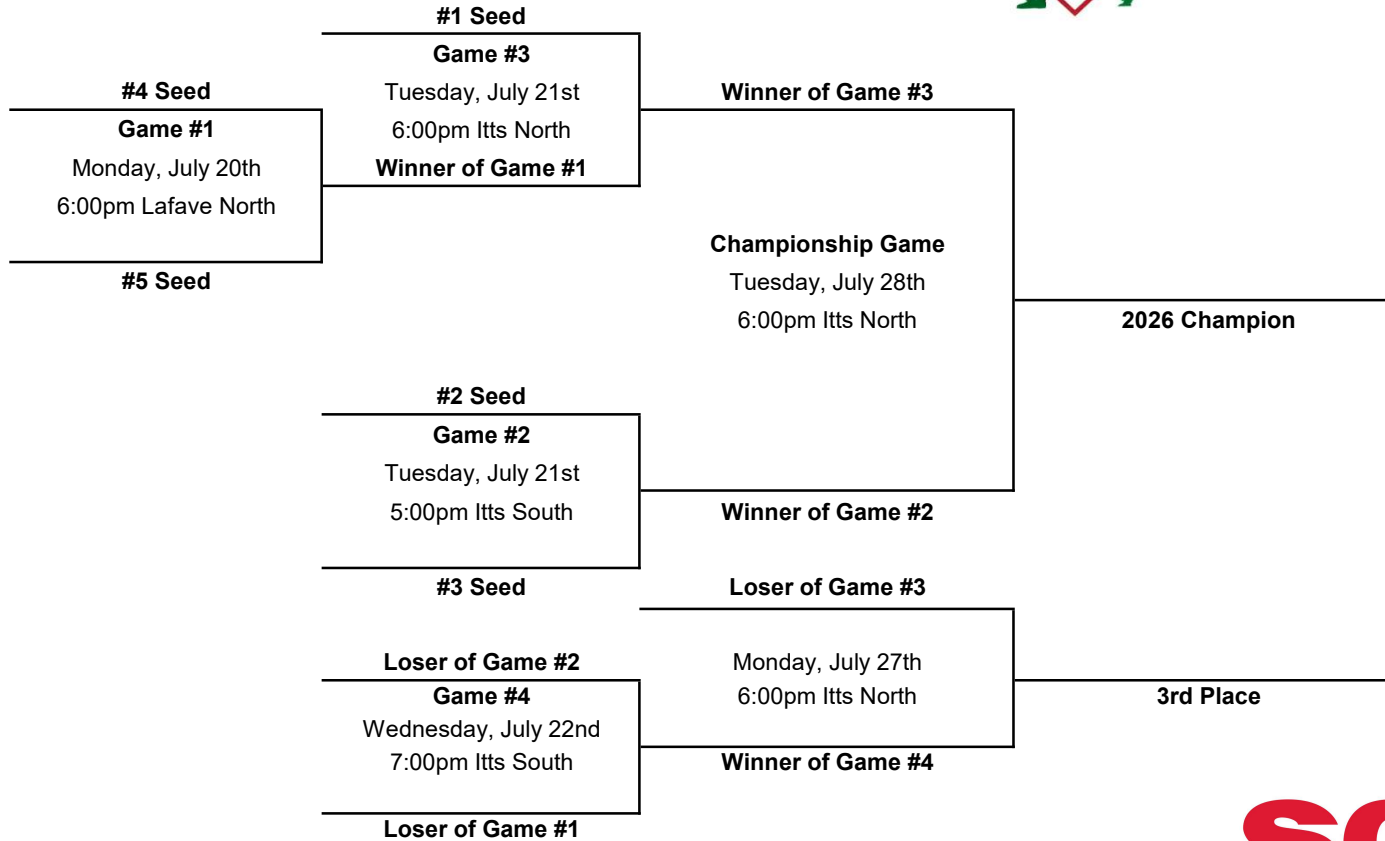 #1 Seed
Game #3
Tuesday, July 21st
6:00pm Itts North
Winner of Game #1
#4 Seed
Game #1
Monday, July 20th
6:00pm Lafave North
#5 Seed
Winner of Game #3
Championship Game
Tuesday, July 28th
6:00pm Itts North
2026 Champion
#2 Seed
Game #2
Tuesday, July 21st
5:00pm Itts South
#3 Seed
Winner of Game #2
Loser of Game #3
Monday, July 27th
6:00pm Itts North
Winner of Game #4
3rd Place
Loser of Game #2
Game #4
Wednesday, July 22nd
7:00pm Itts South
Loser of Game #1